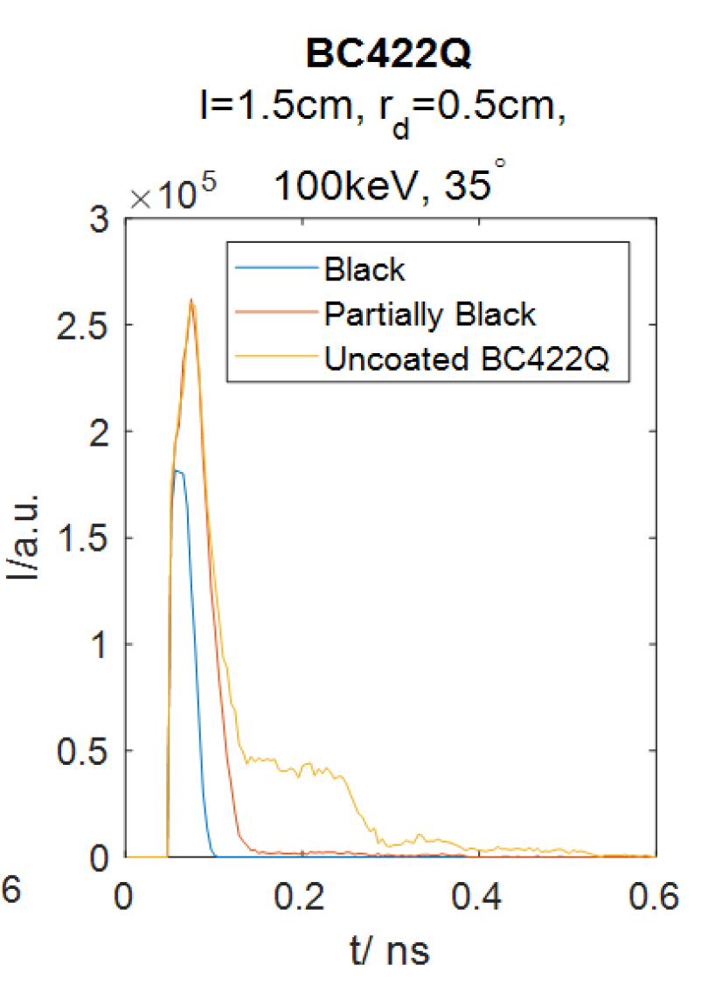 BC422Q
l=1.5cm, r_d=0.5cm,
100keV, 35°
×10^5
3
2.5
2
1.5
1
0.5
0
I/a.u.
Black
Partially Black
Uncoated BC422Q
6
0 0.2 0.4 0.6
t/ ns